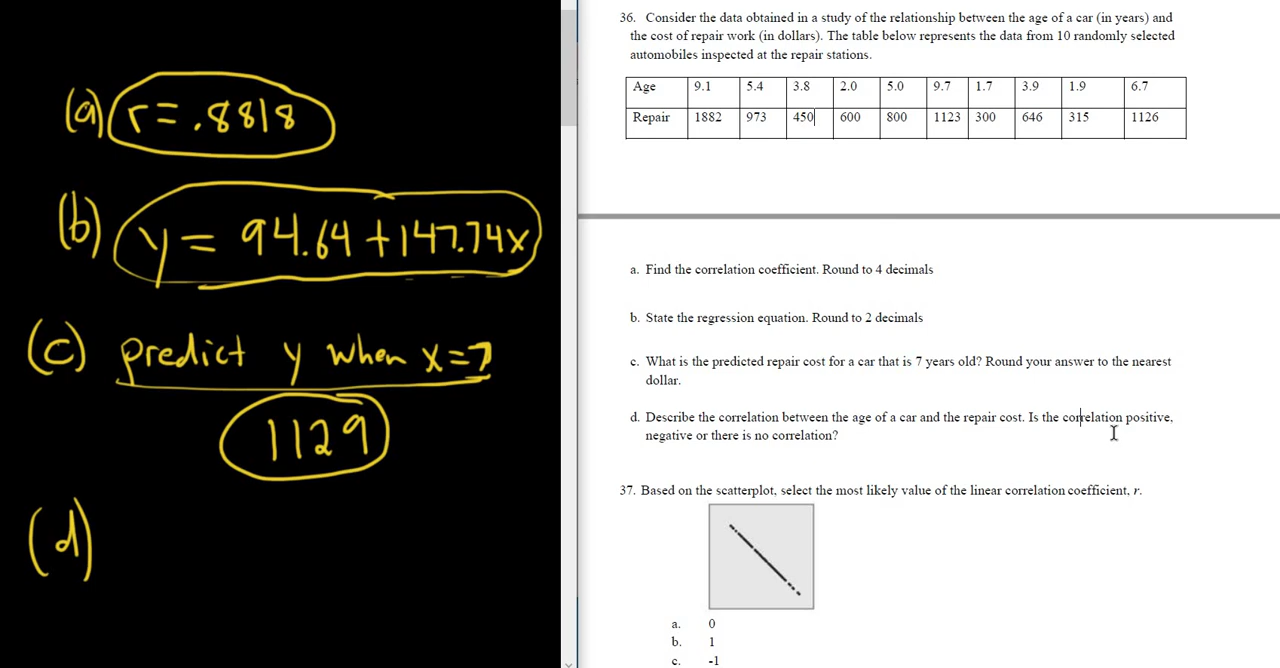 (a) r = .8818
(b) y = 94.64 + 147.74x
(c) predict y when x=7
1129
(d)
36. Consider the data obtained in a study of the relationship between the age of a car (in years) and
the cost of repair work (in dollars). The table below represents the data from 10 randomly selected
automobiles inspected at the repair stations.
Age 9.1 5.4 3.8 2.0 5.0 9.7 1.7 3.9 1.9 6.7
Repair 1882 973 450 600 800 1123 300 646 315 1126
a. Find the correlation coefficient. Round to 4 decimals
b. State the regression equation. Round to 2 decimals
c. What is the predicted repair cost for a car that is 7 years old? Round your answer to the nearest
dollar.
d. Describe the correlation between the age of a car and the repair cost. Is the correlation positive,
negative or there is no correlation?
37. Based on the scatterplot, select the most likely value of the linear correlation coefficient, r.
a. 0
b. 1
c. -1